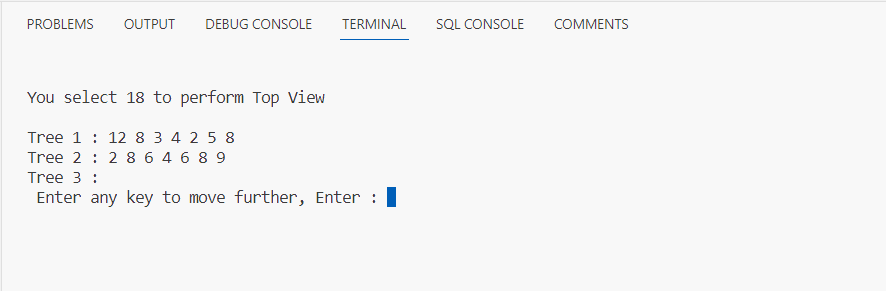 PROBLEMS OUTPUT DEBUG CONSOLE TERMINAL SQL CONSOLE COMMENTS
You select 18 to perform Top View
Tree 1 : 12 8 3 4 2 5 8
Tree 2 : 2 8 6 4 6 8 9
Tree 3 :
Enter any key to move further, Enter :